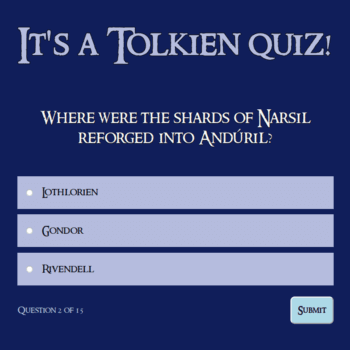 It's a Tolkien quiz!
Where were the shards of Narsil
reforged into Andúril?
Lothlorien
Gondor
Rivendell
Question 2 of 15
Submit